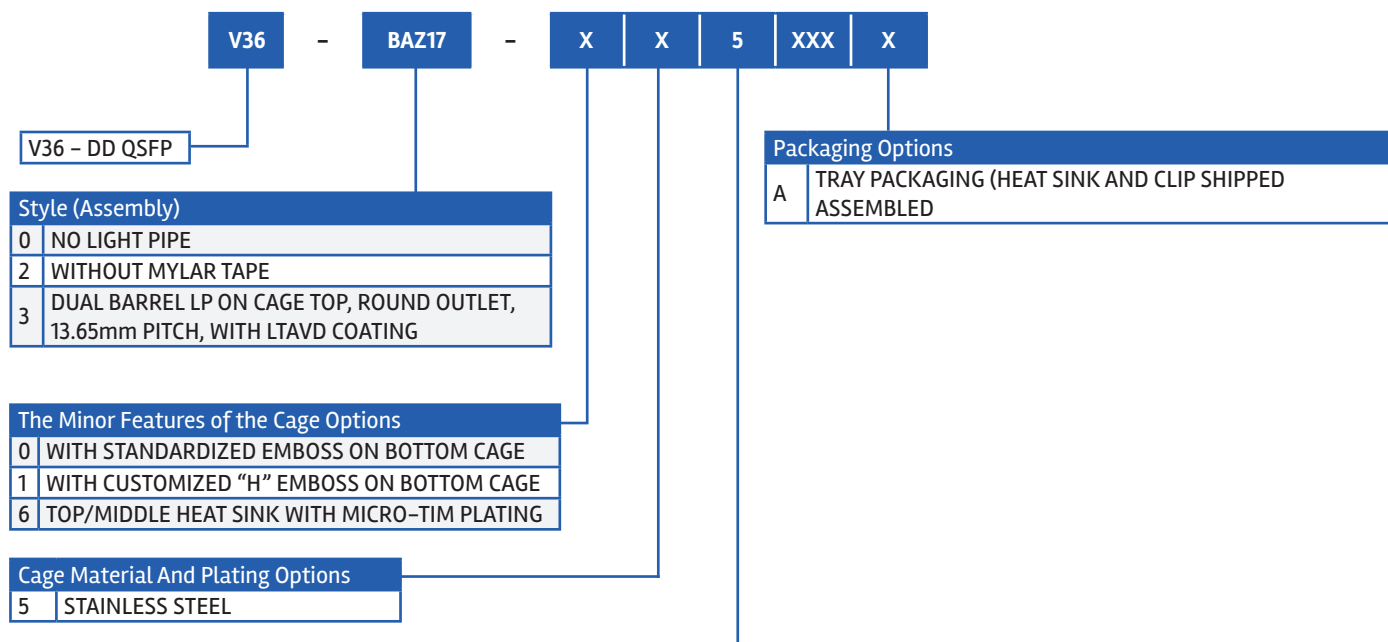 V36 – BAZ17 – X X 5 XXX X
V36 – DD QSFP
Packaging Options
A TRAY PACKAGING (HEAT SINK AND CLIP SHIPPED
ASSEMBLED
Style (Assembly)
0 NO LIGHT PIPE
2 WITHOUT MYLAR TAPE
3 DUAL BARREL LP ON CAGE TOP, ROUND OUTLET,
13.65mm PITCH, WITH LTAVD COATING
The Minor Features of the Cage Options
0 WITH STANDARDIZED EMBOSS ON BOTTOM CAGE
1 WITH CUSTOMIZED “H” EMBOSS ON BOTTOM CAGE
6 TOP/MIDDLE HEAT SINK WITH MICRO-TIM PLATING
Cage Material And Plating Options
5 STAINLESS STEEL